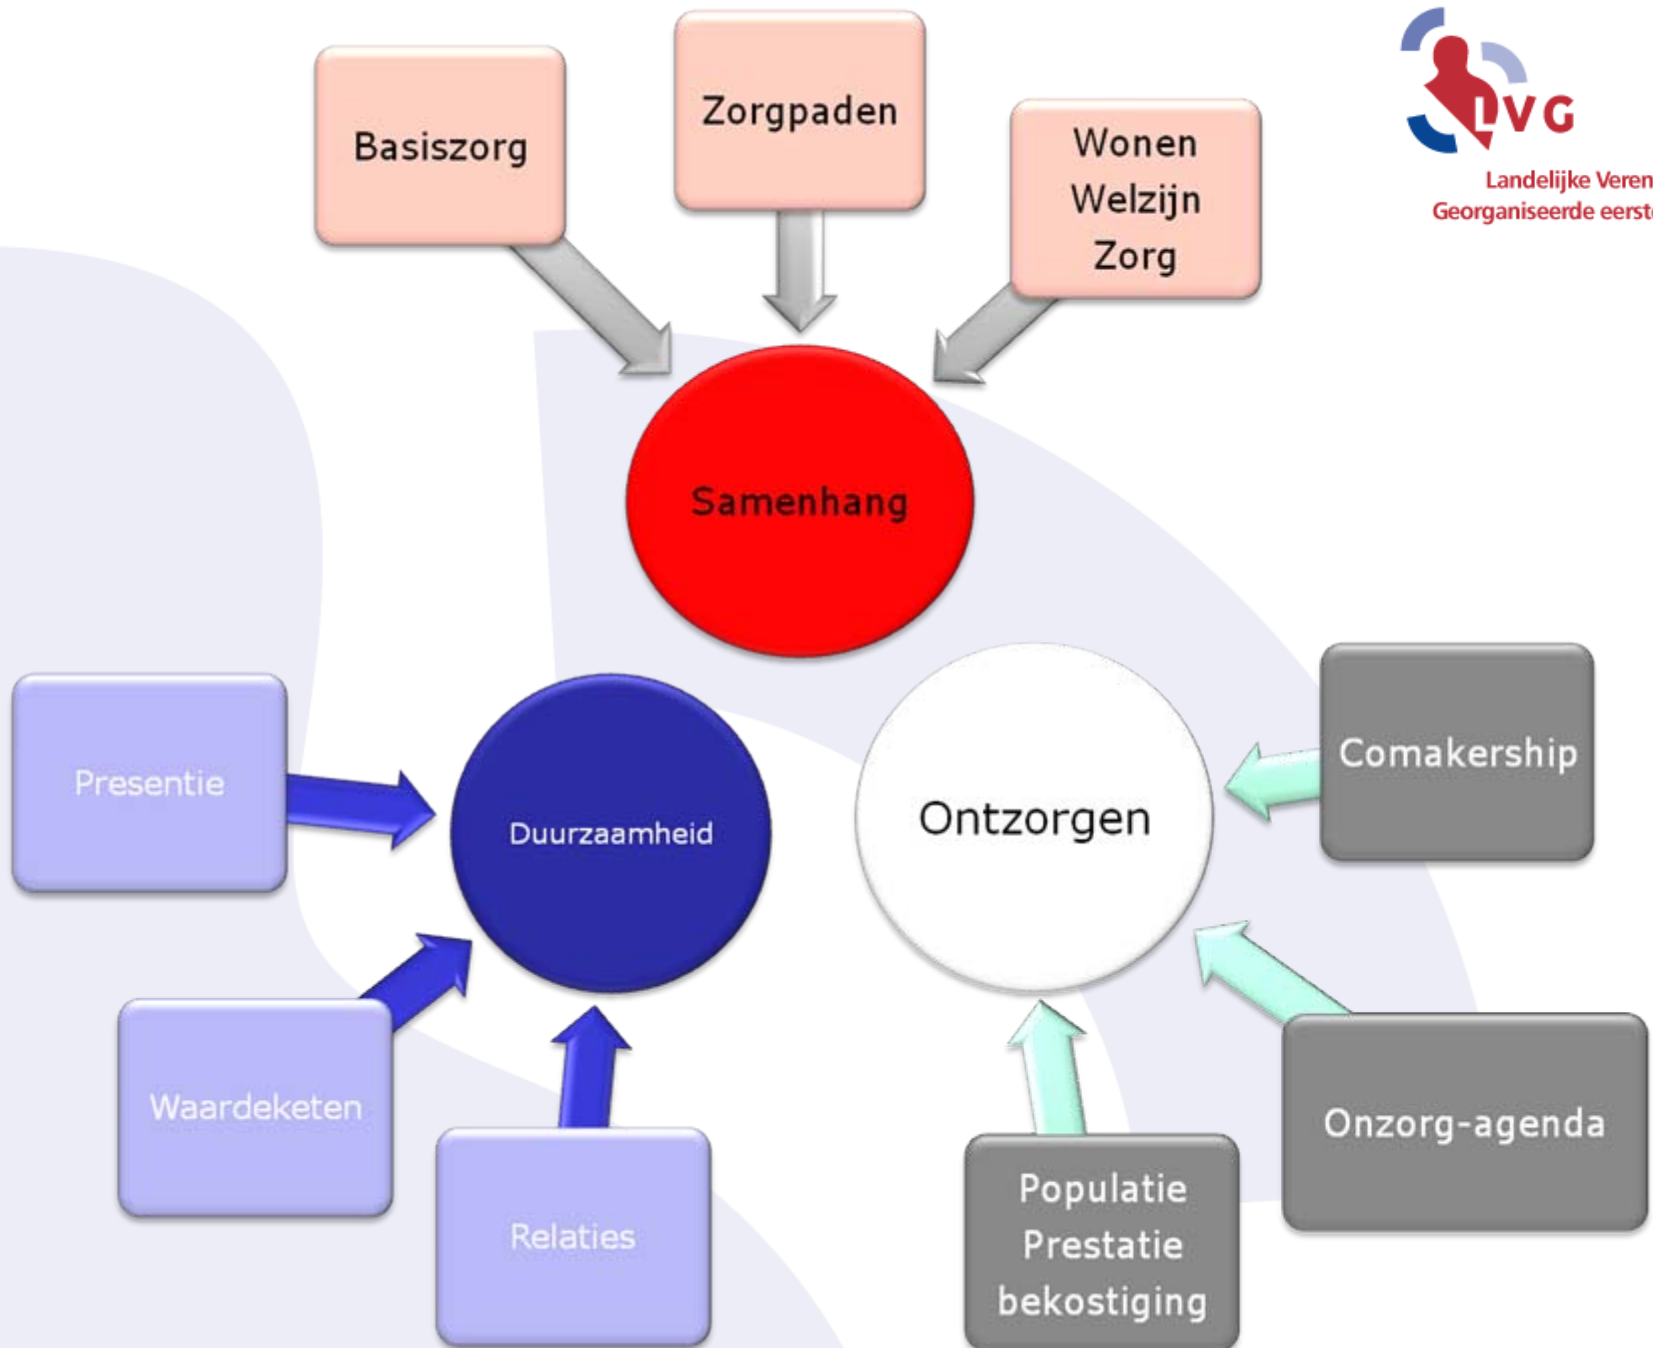 Basiszorg
Zorgpaden
Wonen
Welzijn
Zorg
LVG
Landelijke Veren
Georganiseerde eerst
Samenhang
Presentie
Duurzaamheid
Ontzorgen
Comakership
Waardeketen
Relaties
Populatie
Prestatie
bekostiging
Onzorg-agenda